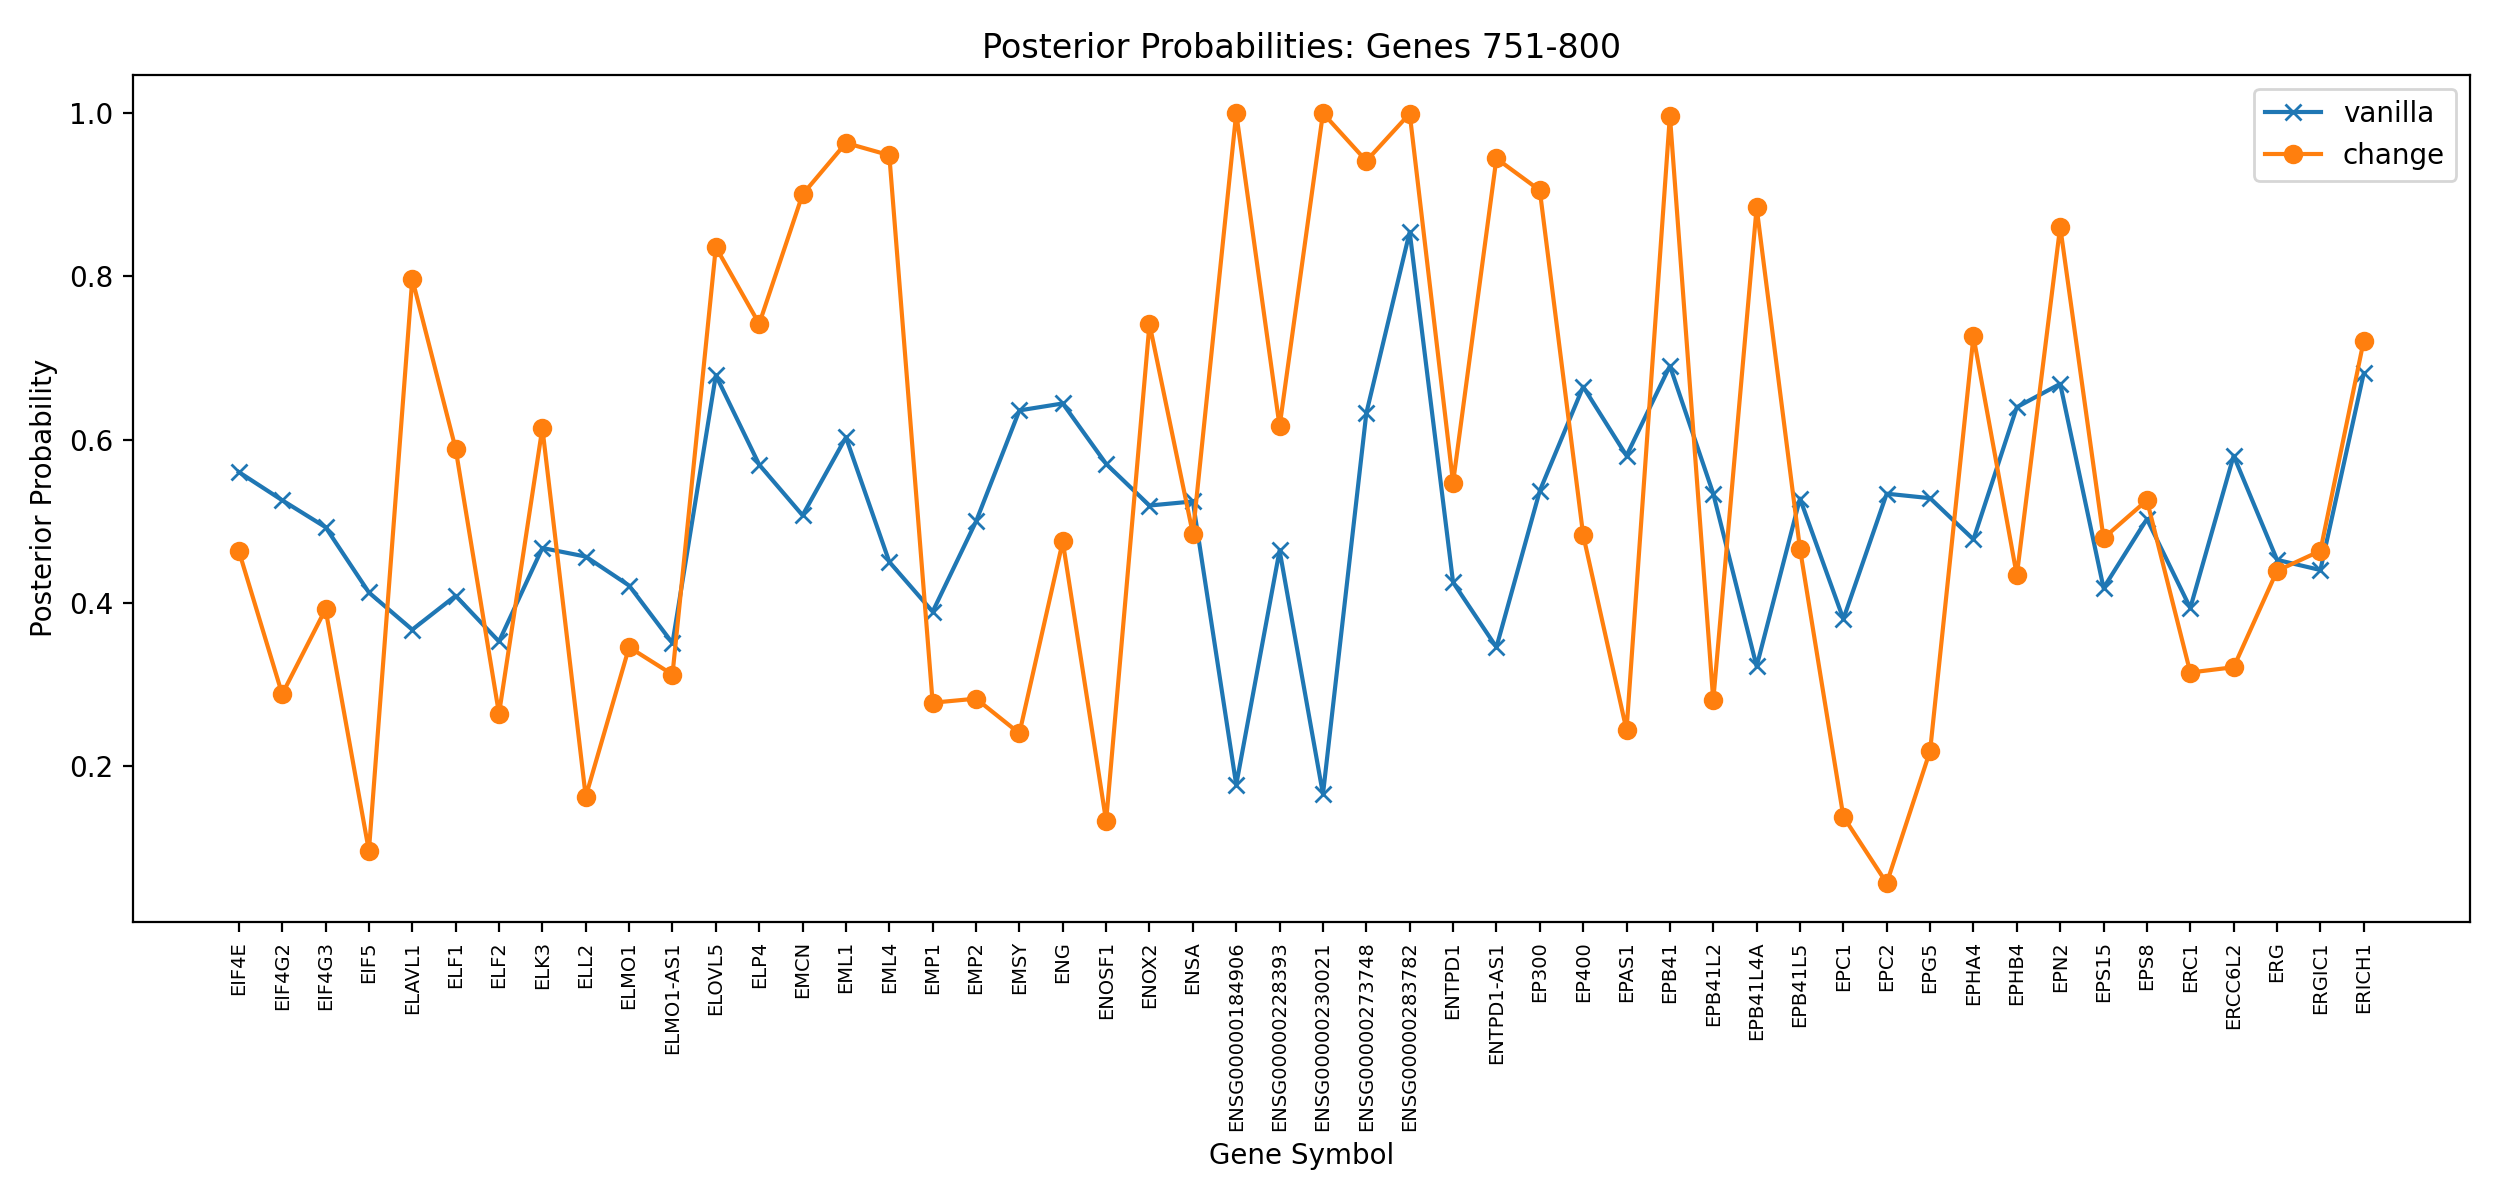 Posterior Probabilities: Genes 751-800
vanilla
change
Posterior Probability
1.0
0.8
0.6
0.4
0.2
EIF4E
EIF4G2
EIF4G3
EIF5
ELAVL1
ELF1
ELF2
ELK3
ELL2
ELMO1
ELMO1-AS1
ELOVL5
ELP4
EMCN
EML1
EML4
EMP1
EMP2
EMSY
ENG
ENOSF1
ENOX2
ENSA
ENSG00000184906
ENSG00000228393
ENSG00000230021
ENSG00000273748
ENSG00000283782
ENTPD1
ENTPD1-AS1
EP300
EP400
EPAS1
EPB41
EPB41L2
EPB41L4A
EPB41L5
EPC1
EPC2
EPG5
EPHA4
EPHB4
EPN2
EPS15
EPS8
ERC1
ERCC6L2
ERG
ERGIC1
ERICH1
Gene Symbol